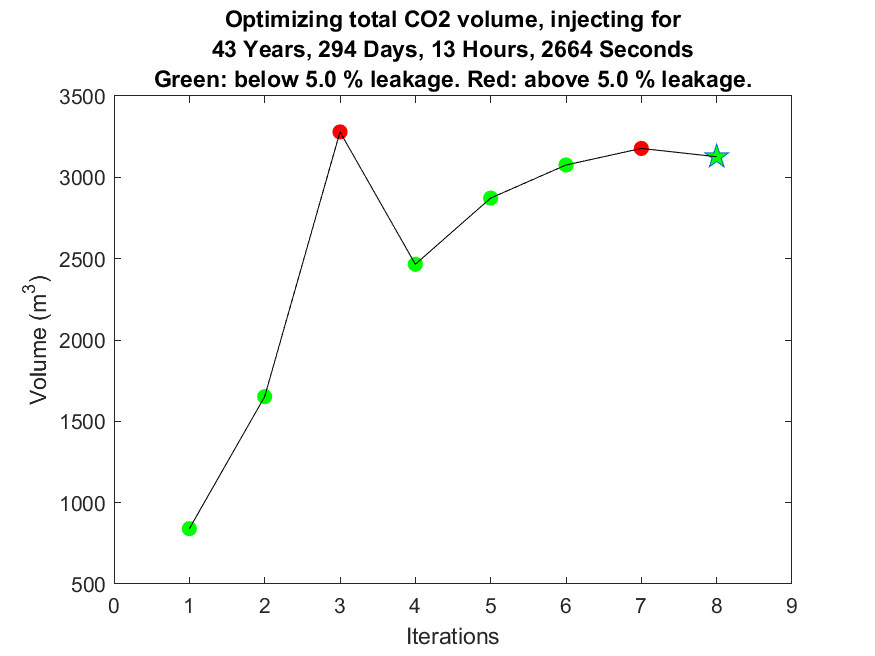 Optimizing total CO2 volume, injecting for
43 Years, 294 Days, 13 Hours, 2664 Seconds
Green: below 5.0 % leakage. Red: above 5.0 % leakage.
3500
3000
2500
2000
1500
1000
500
Volume (m³)
0 1 2 3 4 5 6 7 8 9
Iterations